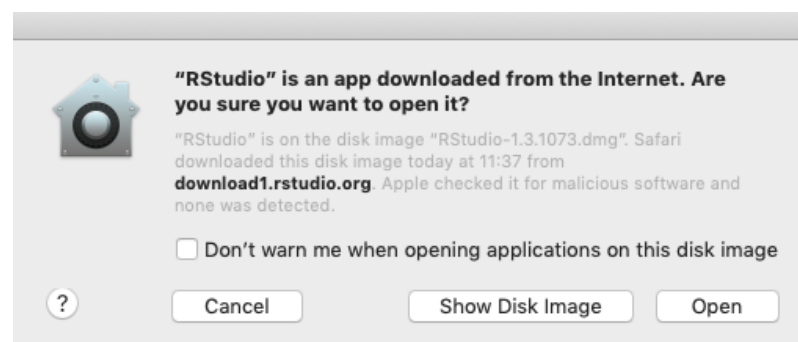 “RStudio” is an app downloaded from the Internet. Are
you sure you want to open it?
“RStudio” is on the disk image “RStudio-1.3.1073.dmg”. Safari
downloaded this disk image today at 11:37 from
download1.rstudio.org. Apple checked it for malicious software and
none was detected.
Don’t warn me when opening applications on this disk image
? Cancel Show Disk Image Open